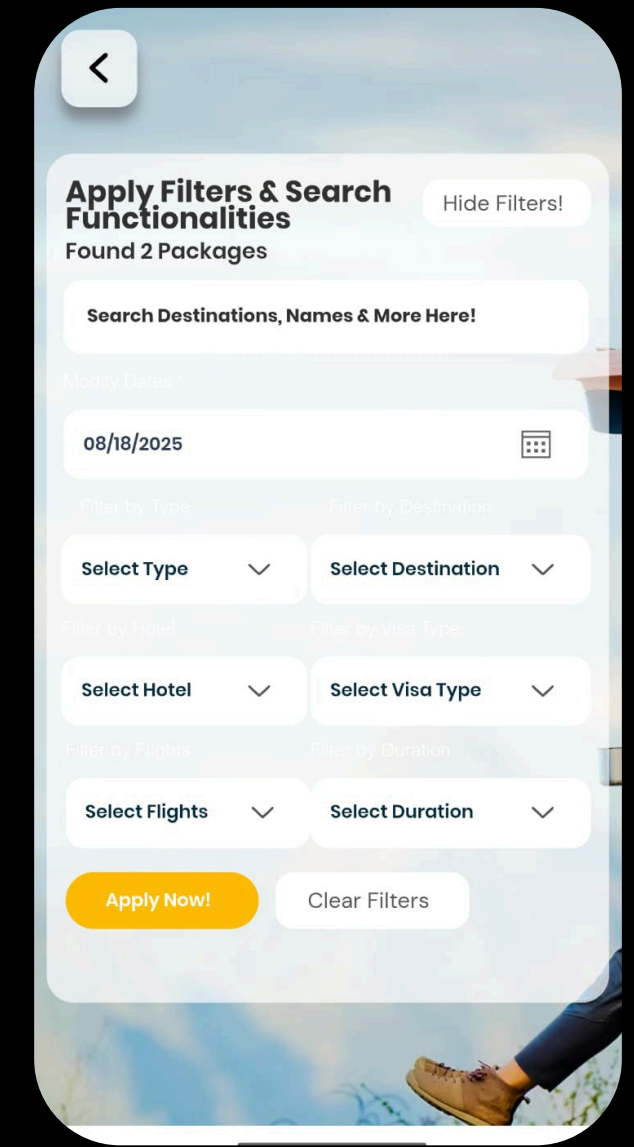 Apply Filters & Search
Functionalities
Hide Filters!
Found 2 Packages
Search Destinations, Names & More Here!
Modify Dates *
08/18/2025
Filter by Type
Filter by Destination
Select Type
Select Destination
Filter by Hotel
Filter by Visa Type
Select Hotel
Select Visa Type
Filter by Flights
Filter by Duration
Select Flights
Select Duration
Apply Now!
Clear Filters